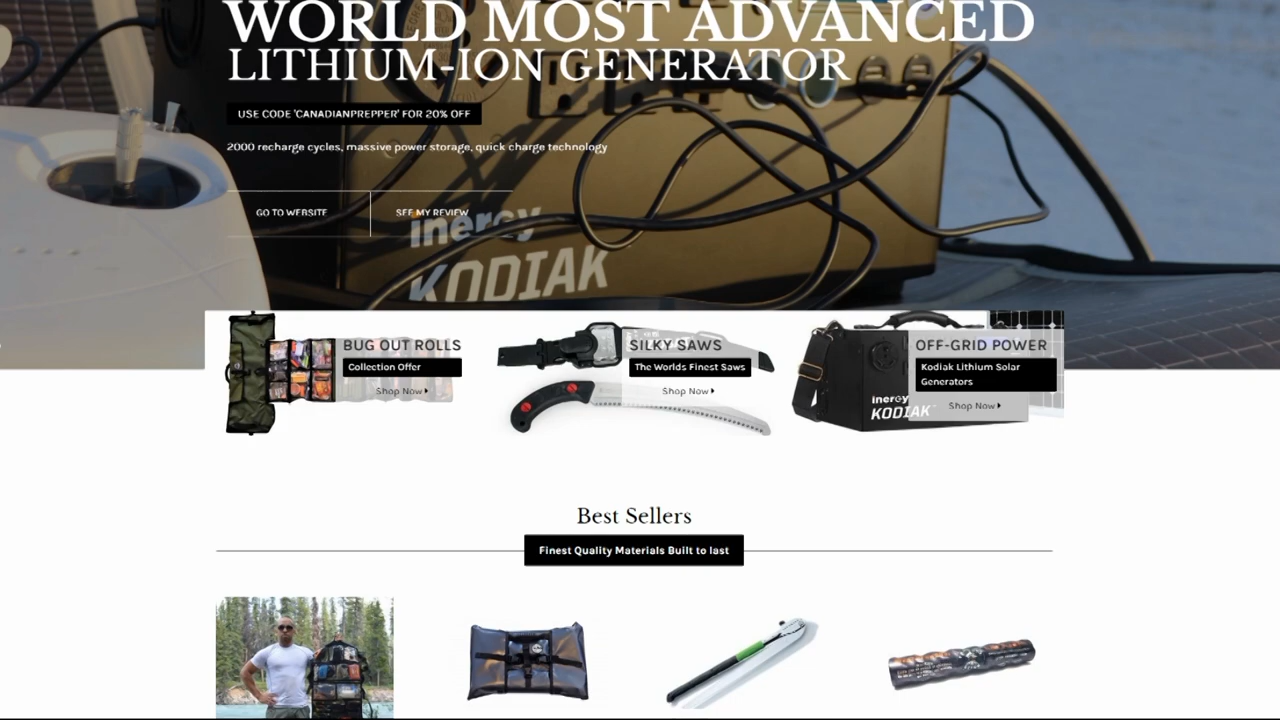 WORLD MOST ADVANCED
LITHIUM-ION GENERATOR
USE CODE 'CANADIANPREPPER' FOR 20% OFF
2000 recharge cycles, massive power storage, quick charge technology
GO TO WEBSITE
SEE MY REVIEW
inergy
KODIAK
BUG OUT ROLLS
Collection Offer
Shop Now
SILKY SAWS
The Worlds Finest Saws
Shop Now
OFF-GRID POWER
Kodiak Lithium Solar
Generators
Shop Now
inergy
KODIAK
Best Sellers
Finest Quality Materials Built to last